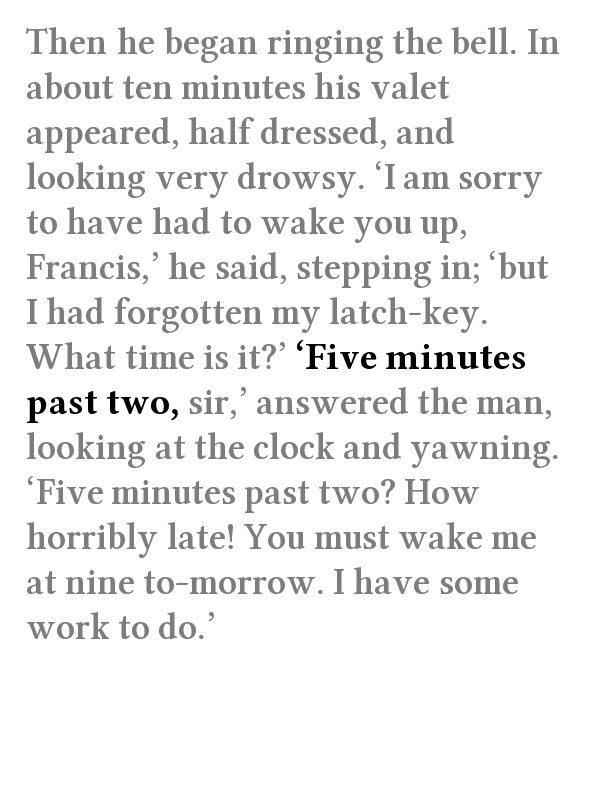 Then he began ringing the bell. In
about ten minutes his valet
appeared, half dressed, and
looking very drowsy. ‘I am sorry
to have had to wake you up,
Francis,’ he said, stepping in; ‘but
I had forgotten my latch-key.
What time is it?’ ‘Five minutes
past two, sir,’ answered the man,
looking at the clock and yawning.
‘Five minutes past two? How
horribly late! You must wake me
at nine to-morrow. I have some
work to do.’